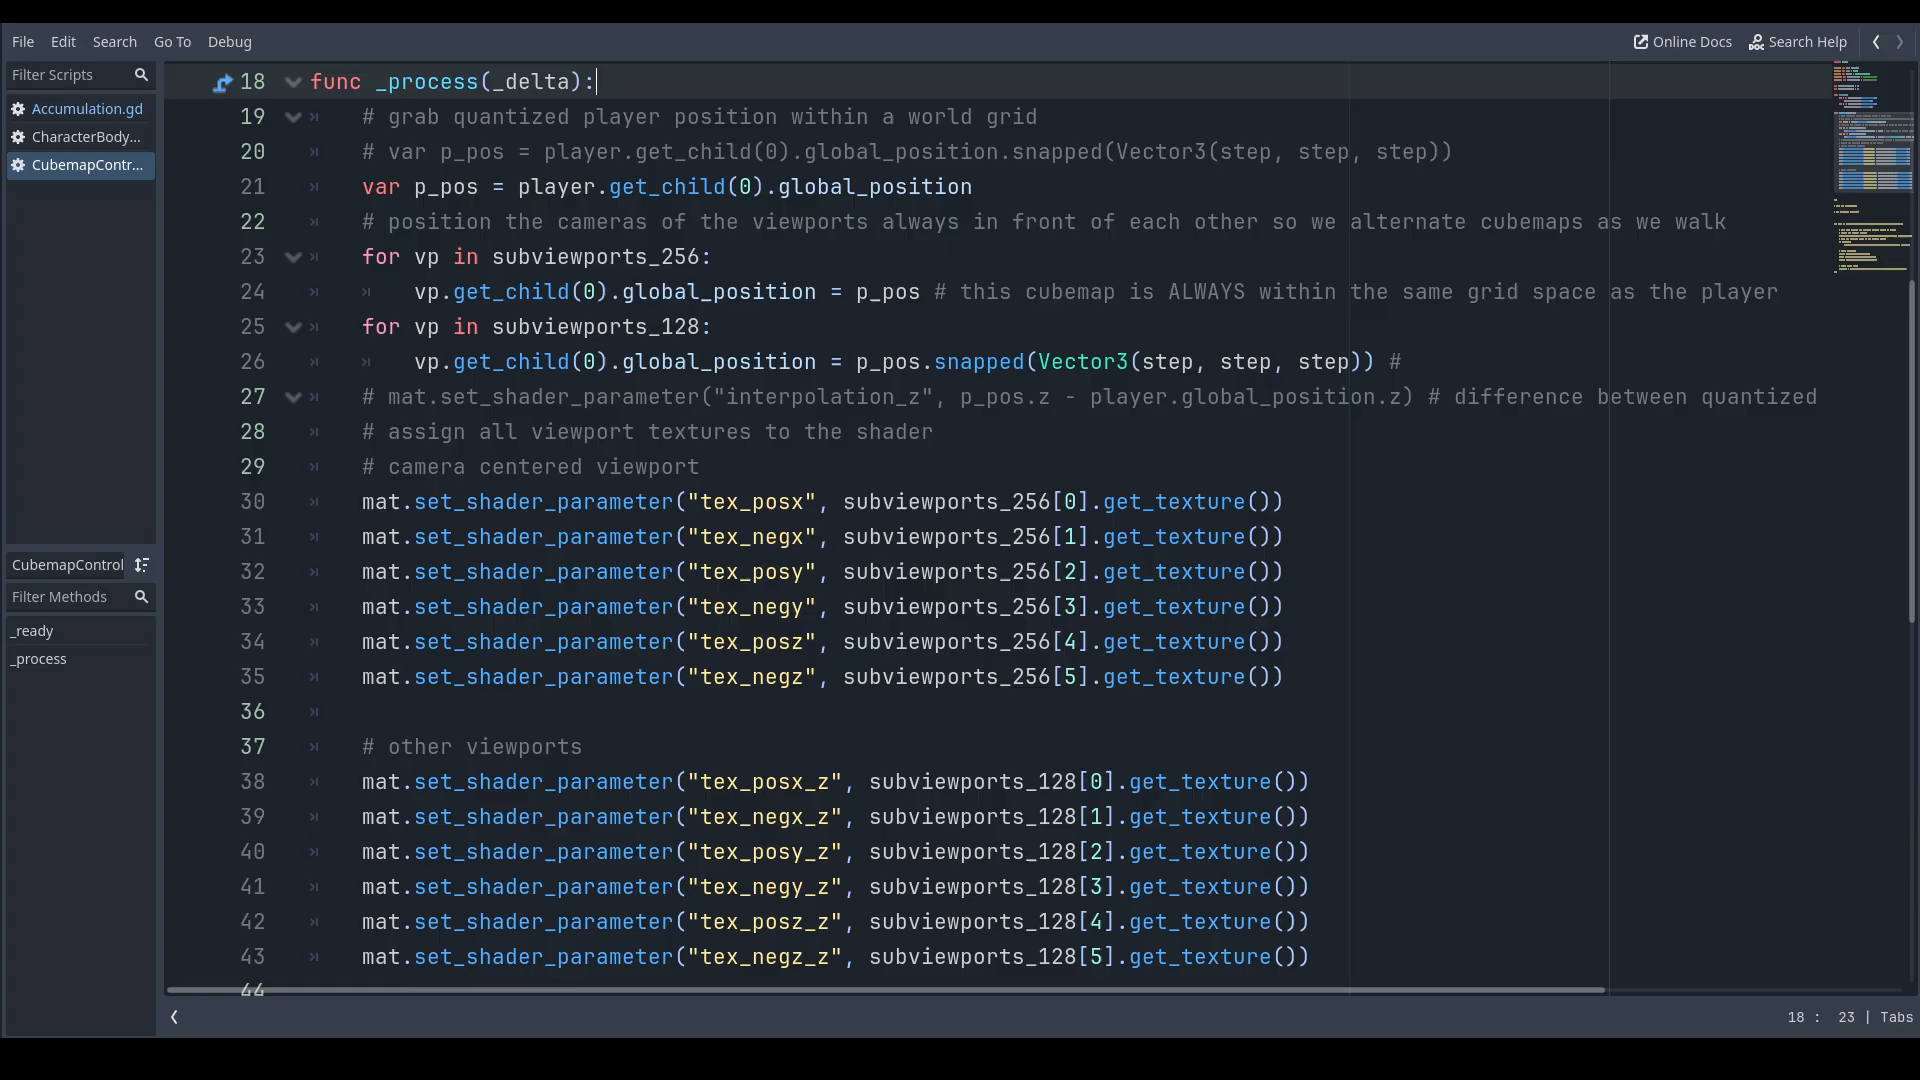 File Edit Search Go To Debug Online Docs Search Help
Filter Scripts
Accumulation.gd
CharacterBody...
CubemapContr...
CubemapControl
Filter Methods
_ready
_process
18 func _process(_delta):
19 # grab quantized player position within a world grid
20 # var p_pos = player.get_child(0).global_position.snapped(Vector3(step, step, step))
21 var p_pos = player.get_child(0).global_position
22 # position the cameras of the viewports always in front of each other so we alternate cubemaps as we walk
23 for vp in subviewports_256:
24 vp.get_child(0).global_position = p_pos # this cubemap is ALWAYS within the same grid space as the player
25 for vp in subviewports_128:
26 vp.get_child(0).global_position = p_pos.snapped(Vector3(step, step, step)) #
27 # mat.set_shader_parameter("interpolation_z", p_pos.z - player.global_position.z) # difference between quantized
28 # assign all viewport textures to the shader
29 # camera centered viewport
30 mat.set_shader_parameter("tex_posx", subviewports_256[0].get_texture())
31 mat.set_shader_parameter("tex_negx", subviewports_256[1].get_texture())
32 mat.set_shader_parameter("tex_posy", subviewports_256[2].get_texture())
33 mat.set_shader_parameter("tex_negy", subviewports_256[3].get_texture())
34 mat.set_shader_parameter("tex_posz", subviewports_256[4].get_texture())
35 mat.set_shader_parameter("tex_negz", subviewports_256[5].get_texture())
36
37 # other viewports
38 mat.set_shader_parameter("tex_posx_z", subviewports_128[0].get_texture())
39 mat.set_shader_parameter("tex_negx_z", subviewports_128[1].get_texture())
40 mat.set_shader_parameter("tex_posy_z", subviewports_128[2].get_texture())
41 mat.set_shader_parameter("tex_negy_z", subviewports_128[3].get_texture())
42 mat.set_shader_parameter("tex_posz_z", subviewports_128[4].get_texture())
43 mat.set_shader_parameter("tex_negz_z", subviewports_128[5].get_texture())
44
18 : 23 | Tabs